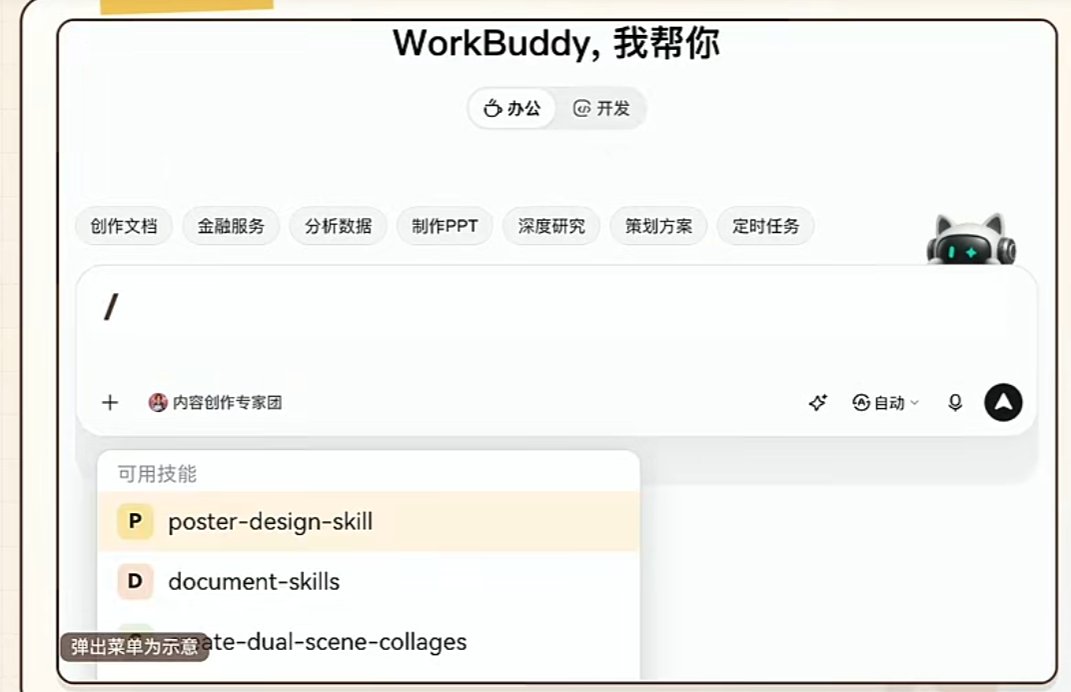 WorkBuddy, 我帮你
办公 开发
创作文档 金融服务 分析数据 制作PPT 深度研究 策划方案 定时任务
/
内容创作专家团 自动
可用技能
P poster-design-skill
D document-skills
ate-dual-scene-collages
弹出菜单为示意